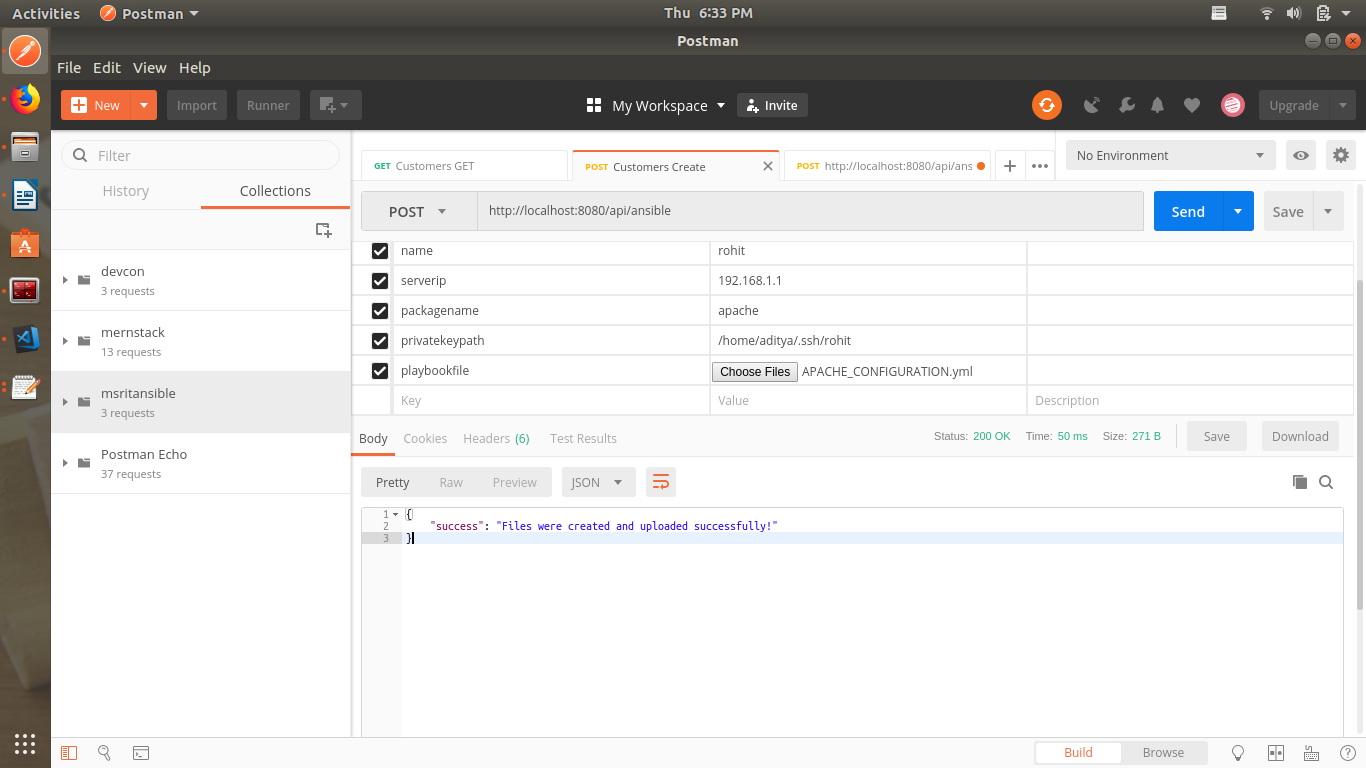 Activities Postman Thu 6:33 PM
Postman
File Edit View Help
New Import Runner My Workspace Invite Upgrade
Filter
History Collections
devcon
3 requests
mernstack
13 requests
msritansible
3 requests
Postman Echo
37 requests
GET Customers GET POST Customers Create POST http://localhost:8080/api/ans No Environment
POST http://localhost:8080/api/ansible Send Save
name rohit
serverip 192.168.1.1
packagename apache
privatekeypath /home/aditya/.ssh/rohit
playbookfile Choose Files APACHE_CONFIGURATION.yml
Key Value Description
Body Cookies Headers (6) Test Results Status: 200 OK Time: 50 ms Size: 271 B Save Download
Pretty Raw Preview JSON
1 {
2 "success": "Files were created and uploaded successfully!"
3 }
Build Browse